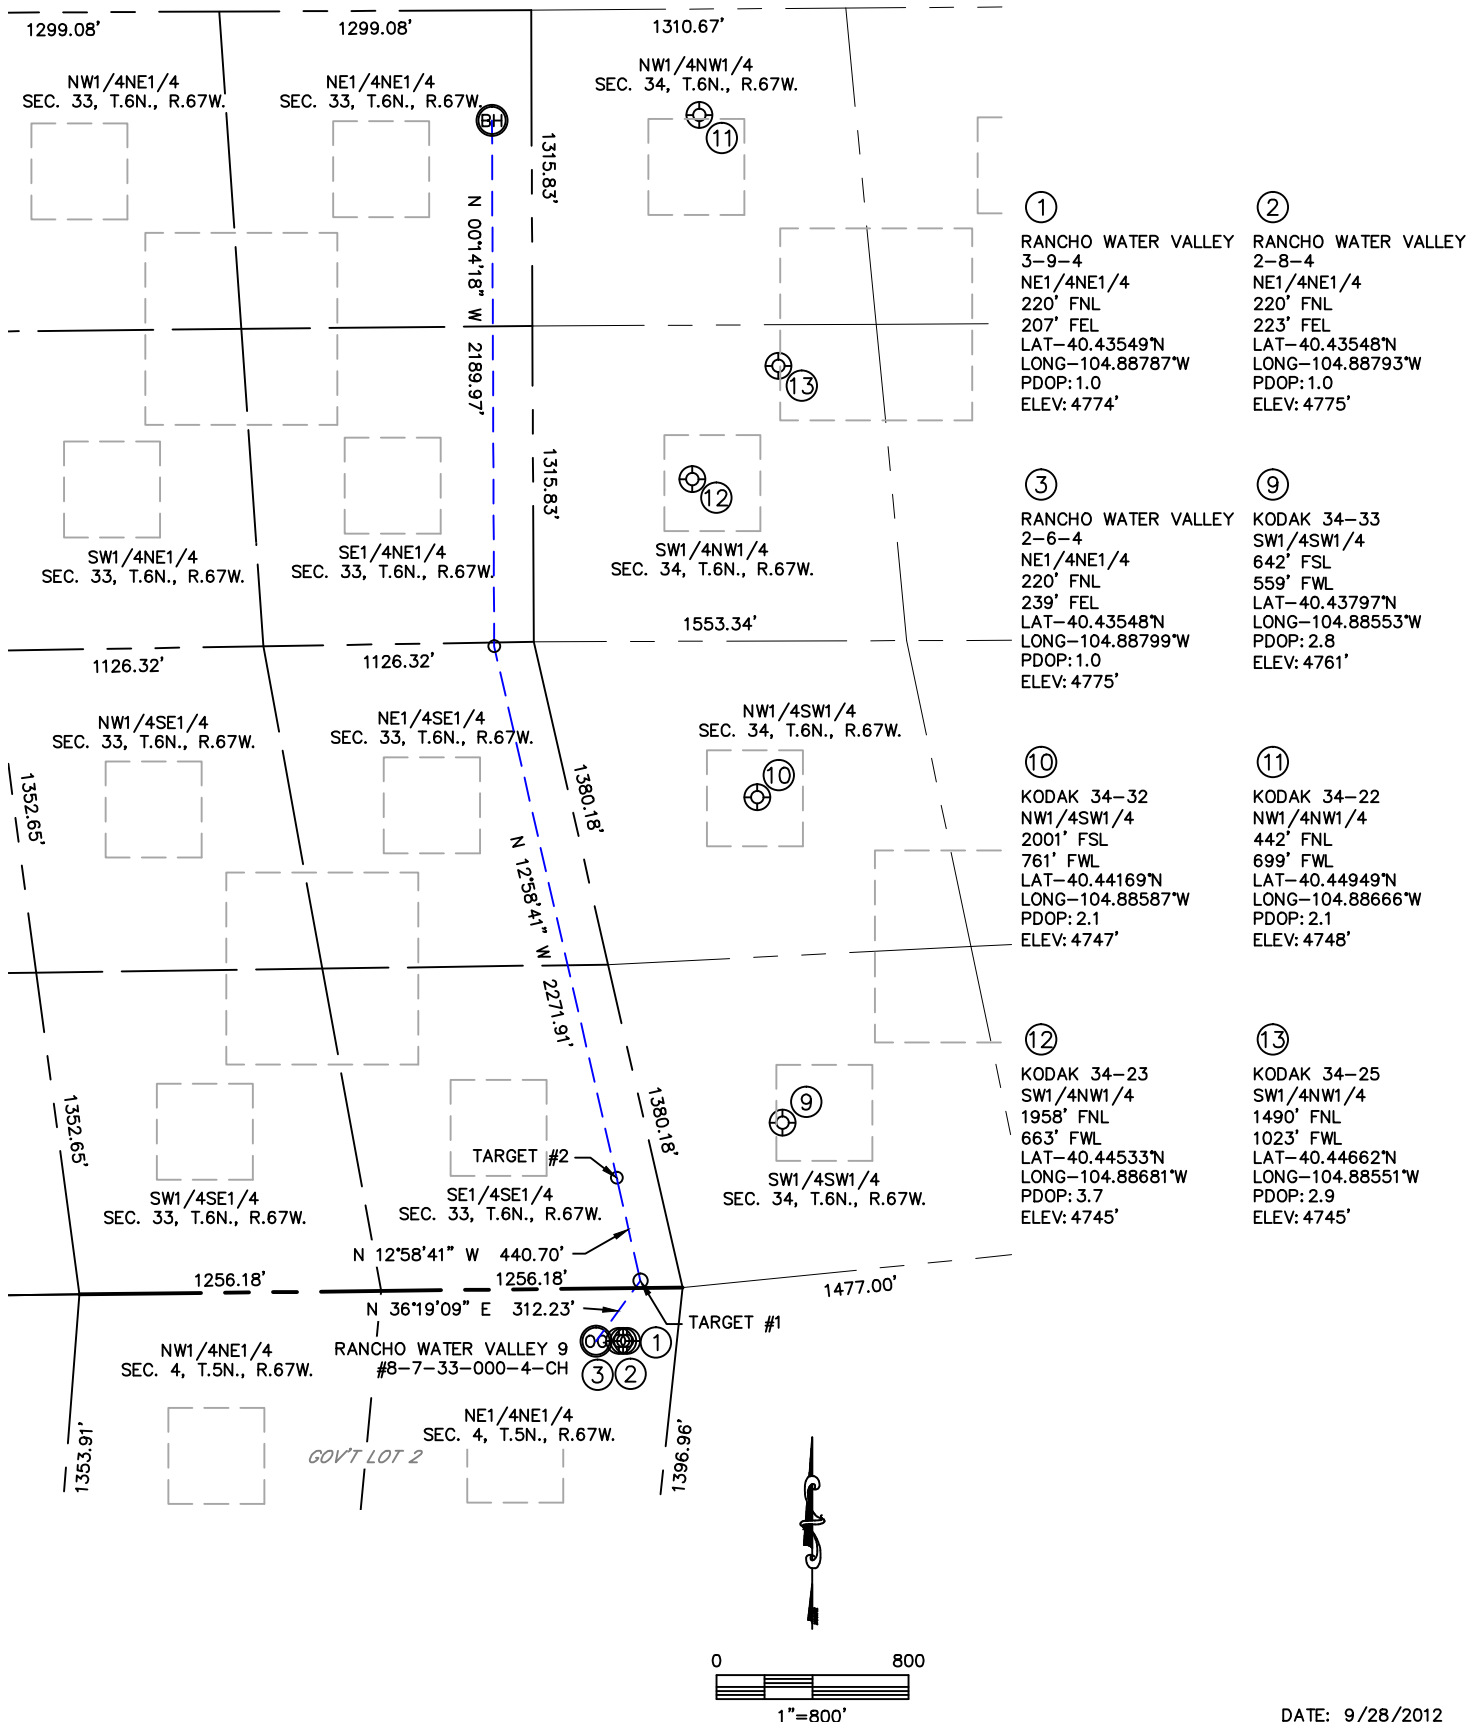 1299.08'
1299.08'
1310.67'
NW1/4NE1/4
SEC. 33, T.6N., R.67W.
NE1/4NE1/4
SEC. 33, T.6N., R.67W.
NW1/4NW1/4
SEC. 34, T.6N., R.67W.
BH
11
1315.83'
N 00°14'18" W 2189.97'
13
1315.83'
12
SW1/4NE1/4
SEC. 33, T.6N., R.67W.
SE1/4NE1/4
SEC. 33, T.6N., R.67W.
SW1/4NW1/4
SEC. 34, T.6N., R.67W.
1126.32'
1126.32'
1553.34'
NW1/4SE1/4
SEC. 33, T.6N., R.67W.
NE1/4SE1/4
SEC. 33, T.6N., R.67W.
NW1/4SW1/4
SEC. 34, T.6N., R.67W.
1352.65'
1380.18'
10
N 12°58'41" W 2271.91'
1352.65'
1380.18'
9
TARGET #2
SW1/4SE1/4
SEC. 33, T.6N., R.67W.
SE1/4SE1/4
SEC. 33, T.6N., R.67W.
SW1/4SW1/4
SEC. 34, T.6N., R.67W.
N 12°58'41" W 440.70'
1256.18'
1256.18'
1477.00'
N 36°19'09" E 312.23'
TARGET #1
RANCHO WATER VALLEY 9
#8-7-33-000-4-CH
1
3
2
NW1/4NE1/4
SEC. 4, T.5N., R.67W.
NE1/4NE1/4
SEC. 4, T.5N., R.67W.
GOV'T LOT 2
1353.91'
1396.96'
1
RANCHO WATER VALLEY
3-9-4
NE1/4NE1/4
220' FNL
207' FEL
LAT-40.43549°N
LONG-104.88787°W
PDOP:1.0
ELEV: 4774'
2
RANCHO WATER VALLEY
2-8-4
NE1/4NE1/4
220' FNL
223' FEL
LAT-40.43548°N
LONG-104.88793°W
PDOP:1.0
ELEV: 4775'
3
RANCHO WATER VALLEY
2-6-4
NE1/4NE1/4
220' FNL
239' FEL
LAT-40.43548°N
LONG-104.88799°W
PDOP:1.0
ELEV: 4775'
9
KODAK 34-33
SW1/4SW1/4
642' FSL
559' FWL
LAT-40.43797°N
LONG-104.88553°W
PDOP: 2.8
ELEV: 4761'
10
KODAK 34-32
NW1/4SW1/4
2001' FSL
761' FWL
LAT-40.44169°N
LONG-104.88587°W
PDOP: 2.1
ELEV: 4747'
11
KODAK 34-22
NW1/4NW1/4
442' FNL
699' FWL
LAT-40.44949°N
LONG-104.88666°W
PDOP: 2.1
ELEV: 4748'
12
KODAK 34-23
SW1/4NW1/4
1958' FNL
663' FWL
LAT-40.44533°N
LONG-104.88681°W
PDOP: 3.7
ELEV: 4745'
13
KODAK 34-25
SW1/4NW1/4
1490' FNL
1023' FWL
LAT-40.44662°N
LONG-104.88551°W
PDOP: 2.9
ELEV: 4745'
0 800
1"=800'
DATE: 9/28/2012